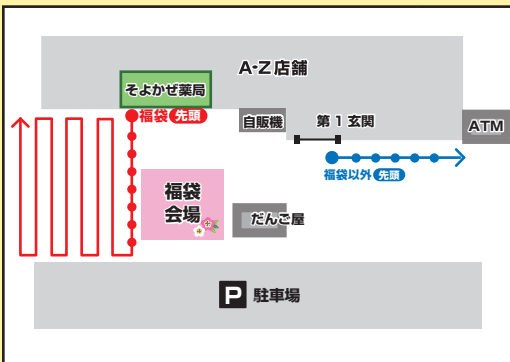 A・Z店舗
そよかぜ薬局
福袋 先頭
自販機
第1玄関
ATM
福袋以外 先頭
福袋
会場
だんご屋
P 駐車場